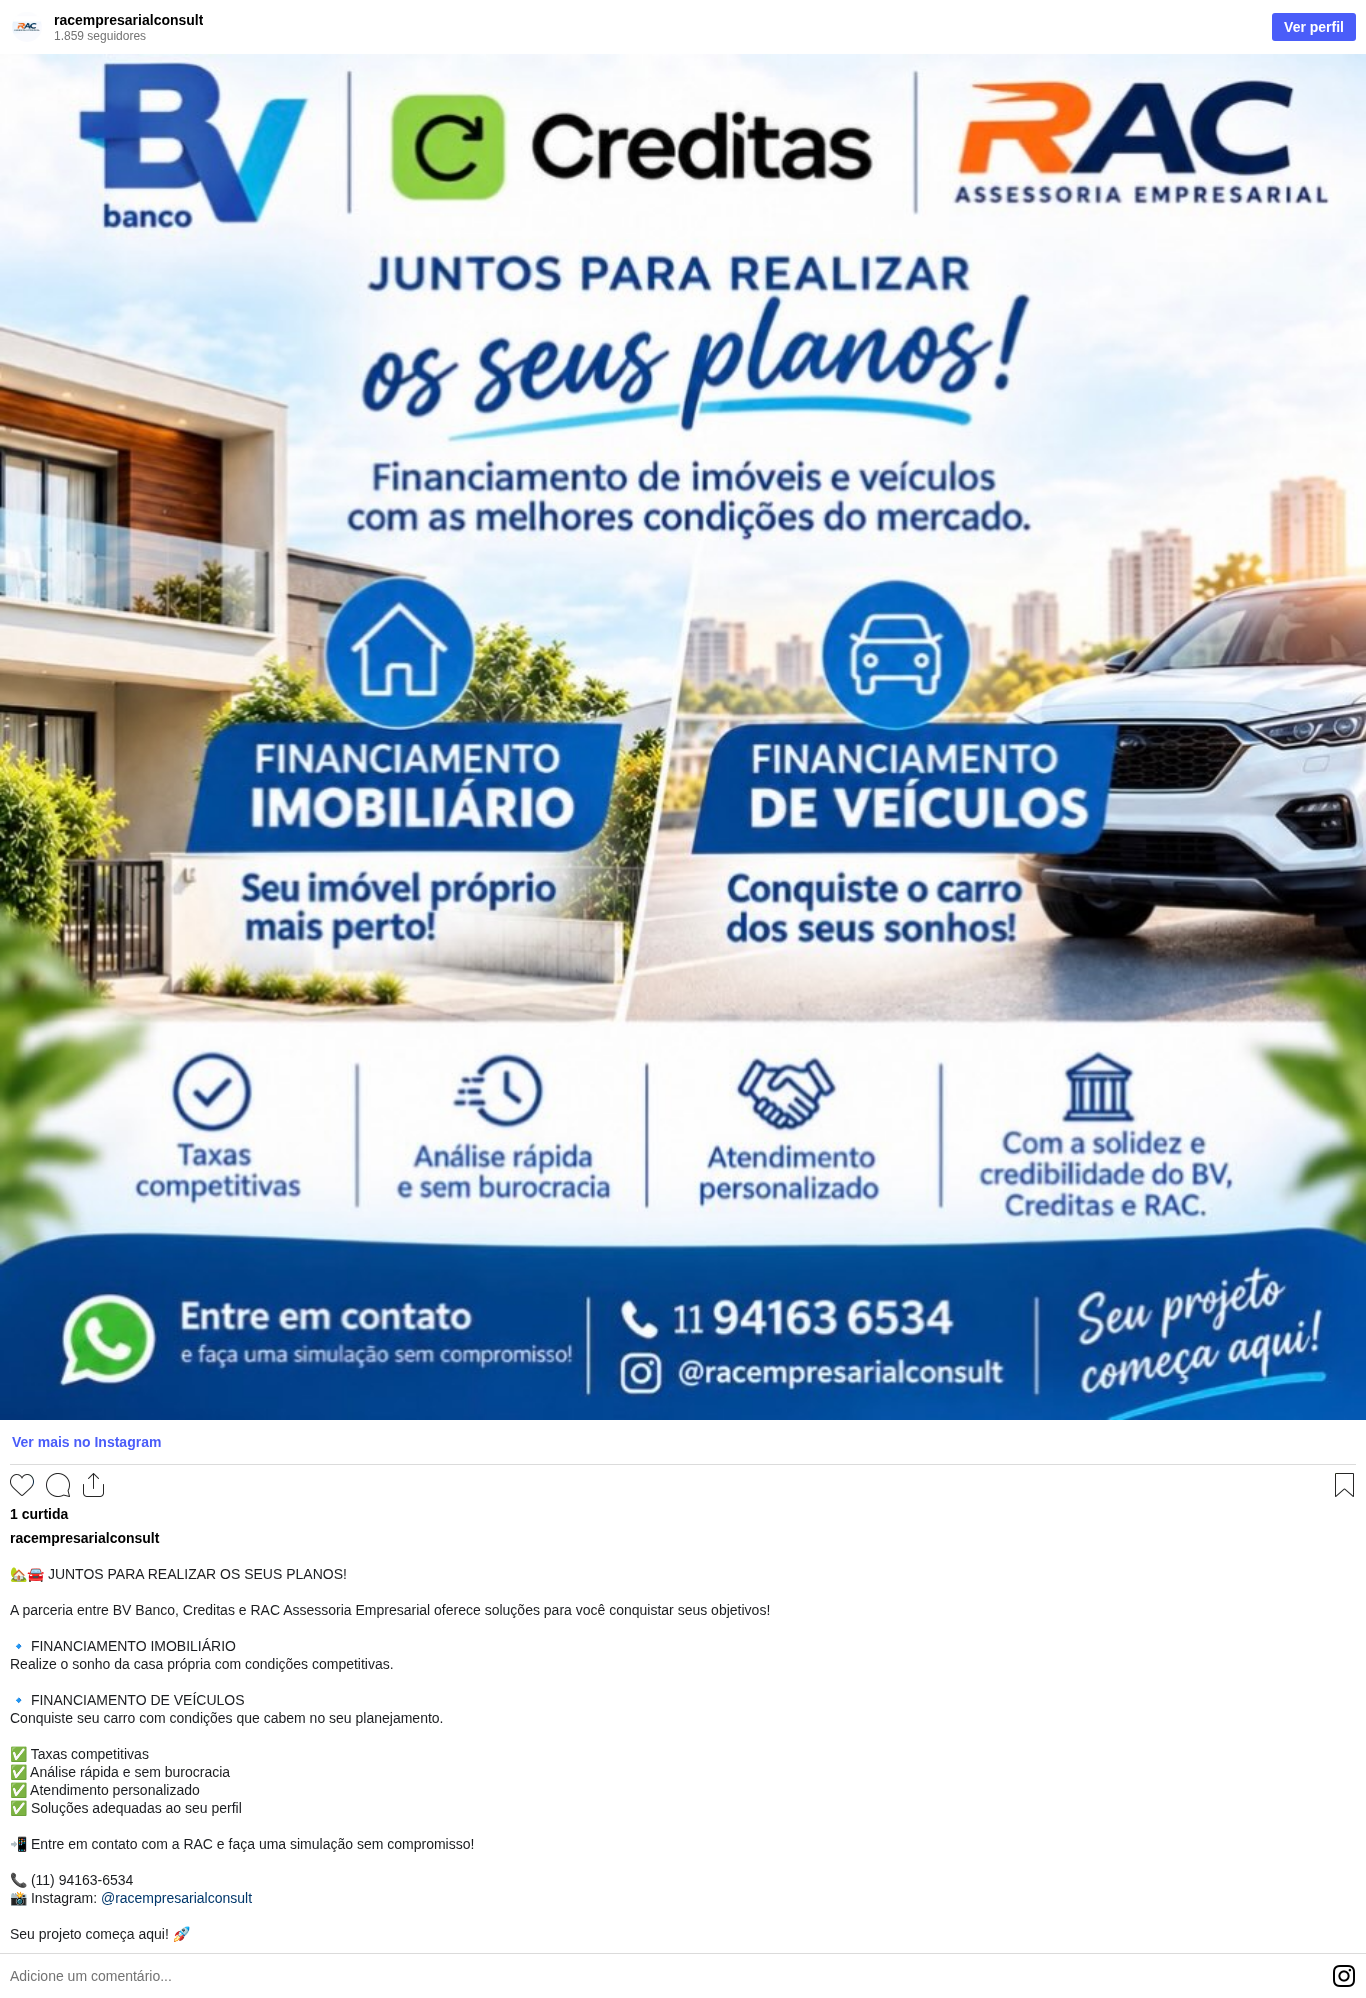 racempresarialconsult
1.859 seguidores
Ver perfil
BV
banco
Creditas
RAC
ASSESSORIA EMPRESARIAL
JUNTOS PARA REALIZAR
os seus planos!
Financiamento de imóveis e veículos
com as melhores condições do mercado.
FINANCIAMENTO
IMOBILIÁRIO
Seu imóvel próprio
mais perto!
FINANCIAMENTO
DE VEÍCULOS
Conquiste o carro
dos seus sonhos!
Taxas
competitivas
Análise rápida
e sem burocracia
Atendimento
personalizado
Com a solidez e
credibilidade do BV,
Creditas e RAC.
Entre em contato
e faça uma simulação sem compromisso!
11 94163 6534
@racempresarialconsult
Seu projeto
começa aqui!
Ver mais no Instagram
1 curtida
racempresarialconsult
🏡🚘 JUNTOS PARA REALIZAR OS SEUS PLANOS!
A parceria entre BV Banco, Creditas e RAC Assessoria Empresarial oferece soluções para você conquistar seus objetivos!
🔹 FINANCIAMENTO IMOBILIÁRIO
Realize o sonho da casa própria com condições competitivas.
🔹 FINANCIAMENTO DE VEÍCULOS
Conquiste seu carro com condições que cabem no seu planejamento.
✅ Taxas competitivas
✅ Análise rápida e sem burocracia
✅ Atendimento personalizado
✅ Soluções adequadas ao seu perfil
📲 Entre em contato com a RAC e faça uma simulação sem compromisso!
📞 (11) 94163-6534
📸 Instagram: @racempresarialconsult
Seu projeto começa aqui! 🚀
Adicione um comentário...